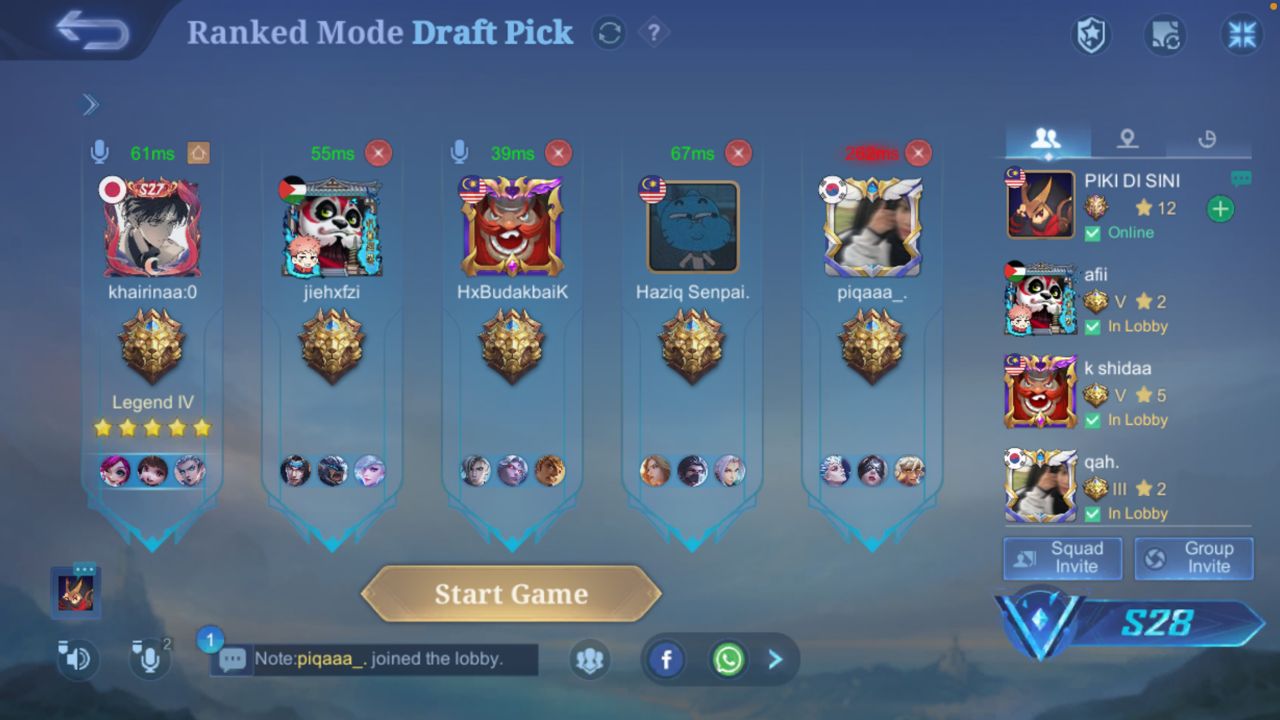 Ranked Mode Draft Pick
?
61ms
55ms
39ms
67ms
262ms
S27
khairinaa:0
jiehxfzi
HxBudakbaiK
Haziq Senpai.
piqaaa_.
Legend IV
PIKI DI SINI
12
Online
afii
V 2
In Lobby
k shidaa
V 5
In Lobby
qah.
III 2
In Lobby
Squad Invite
Group Invite
Start Game
S28
2
1
Note:piqaaa_. joined the lobby.
f